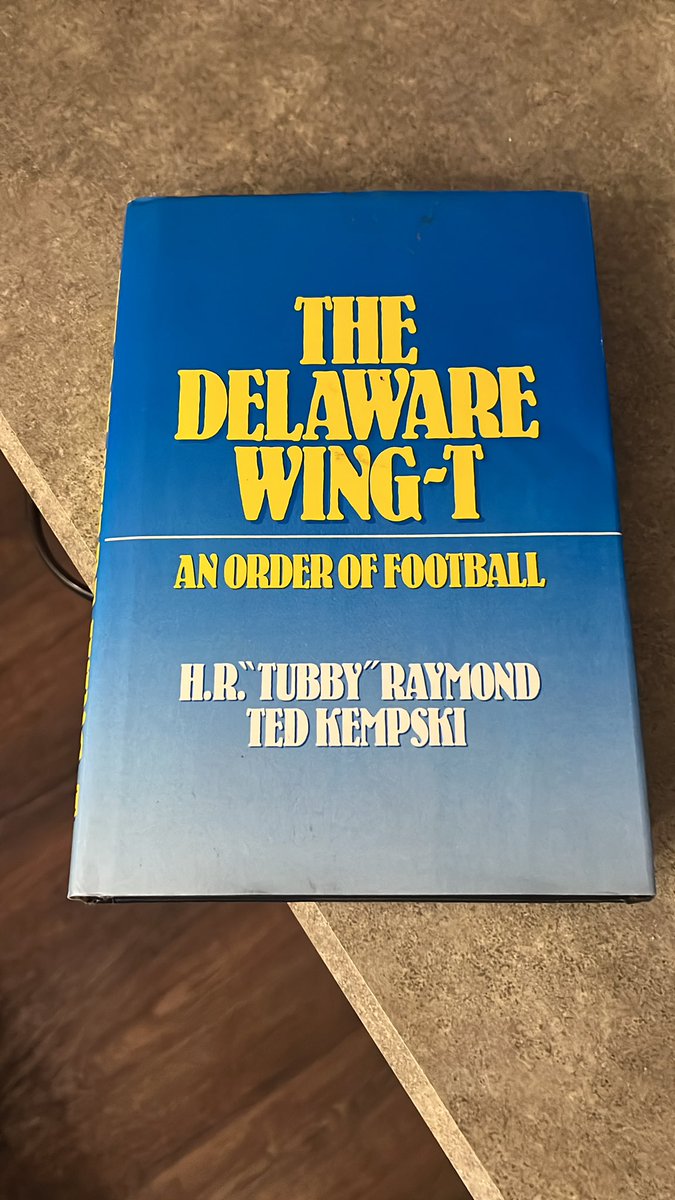 THE
DELAWARE
WING-T
AN ORDER OF FOOTBALL
H.R. "TUBBY" RAYMOND
TED KEMPSKI